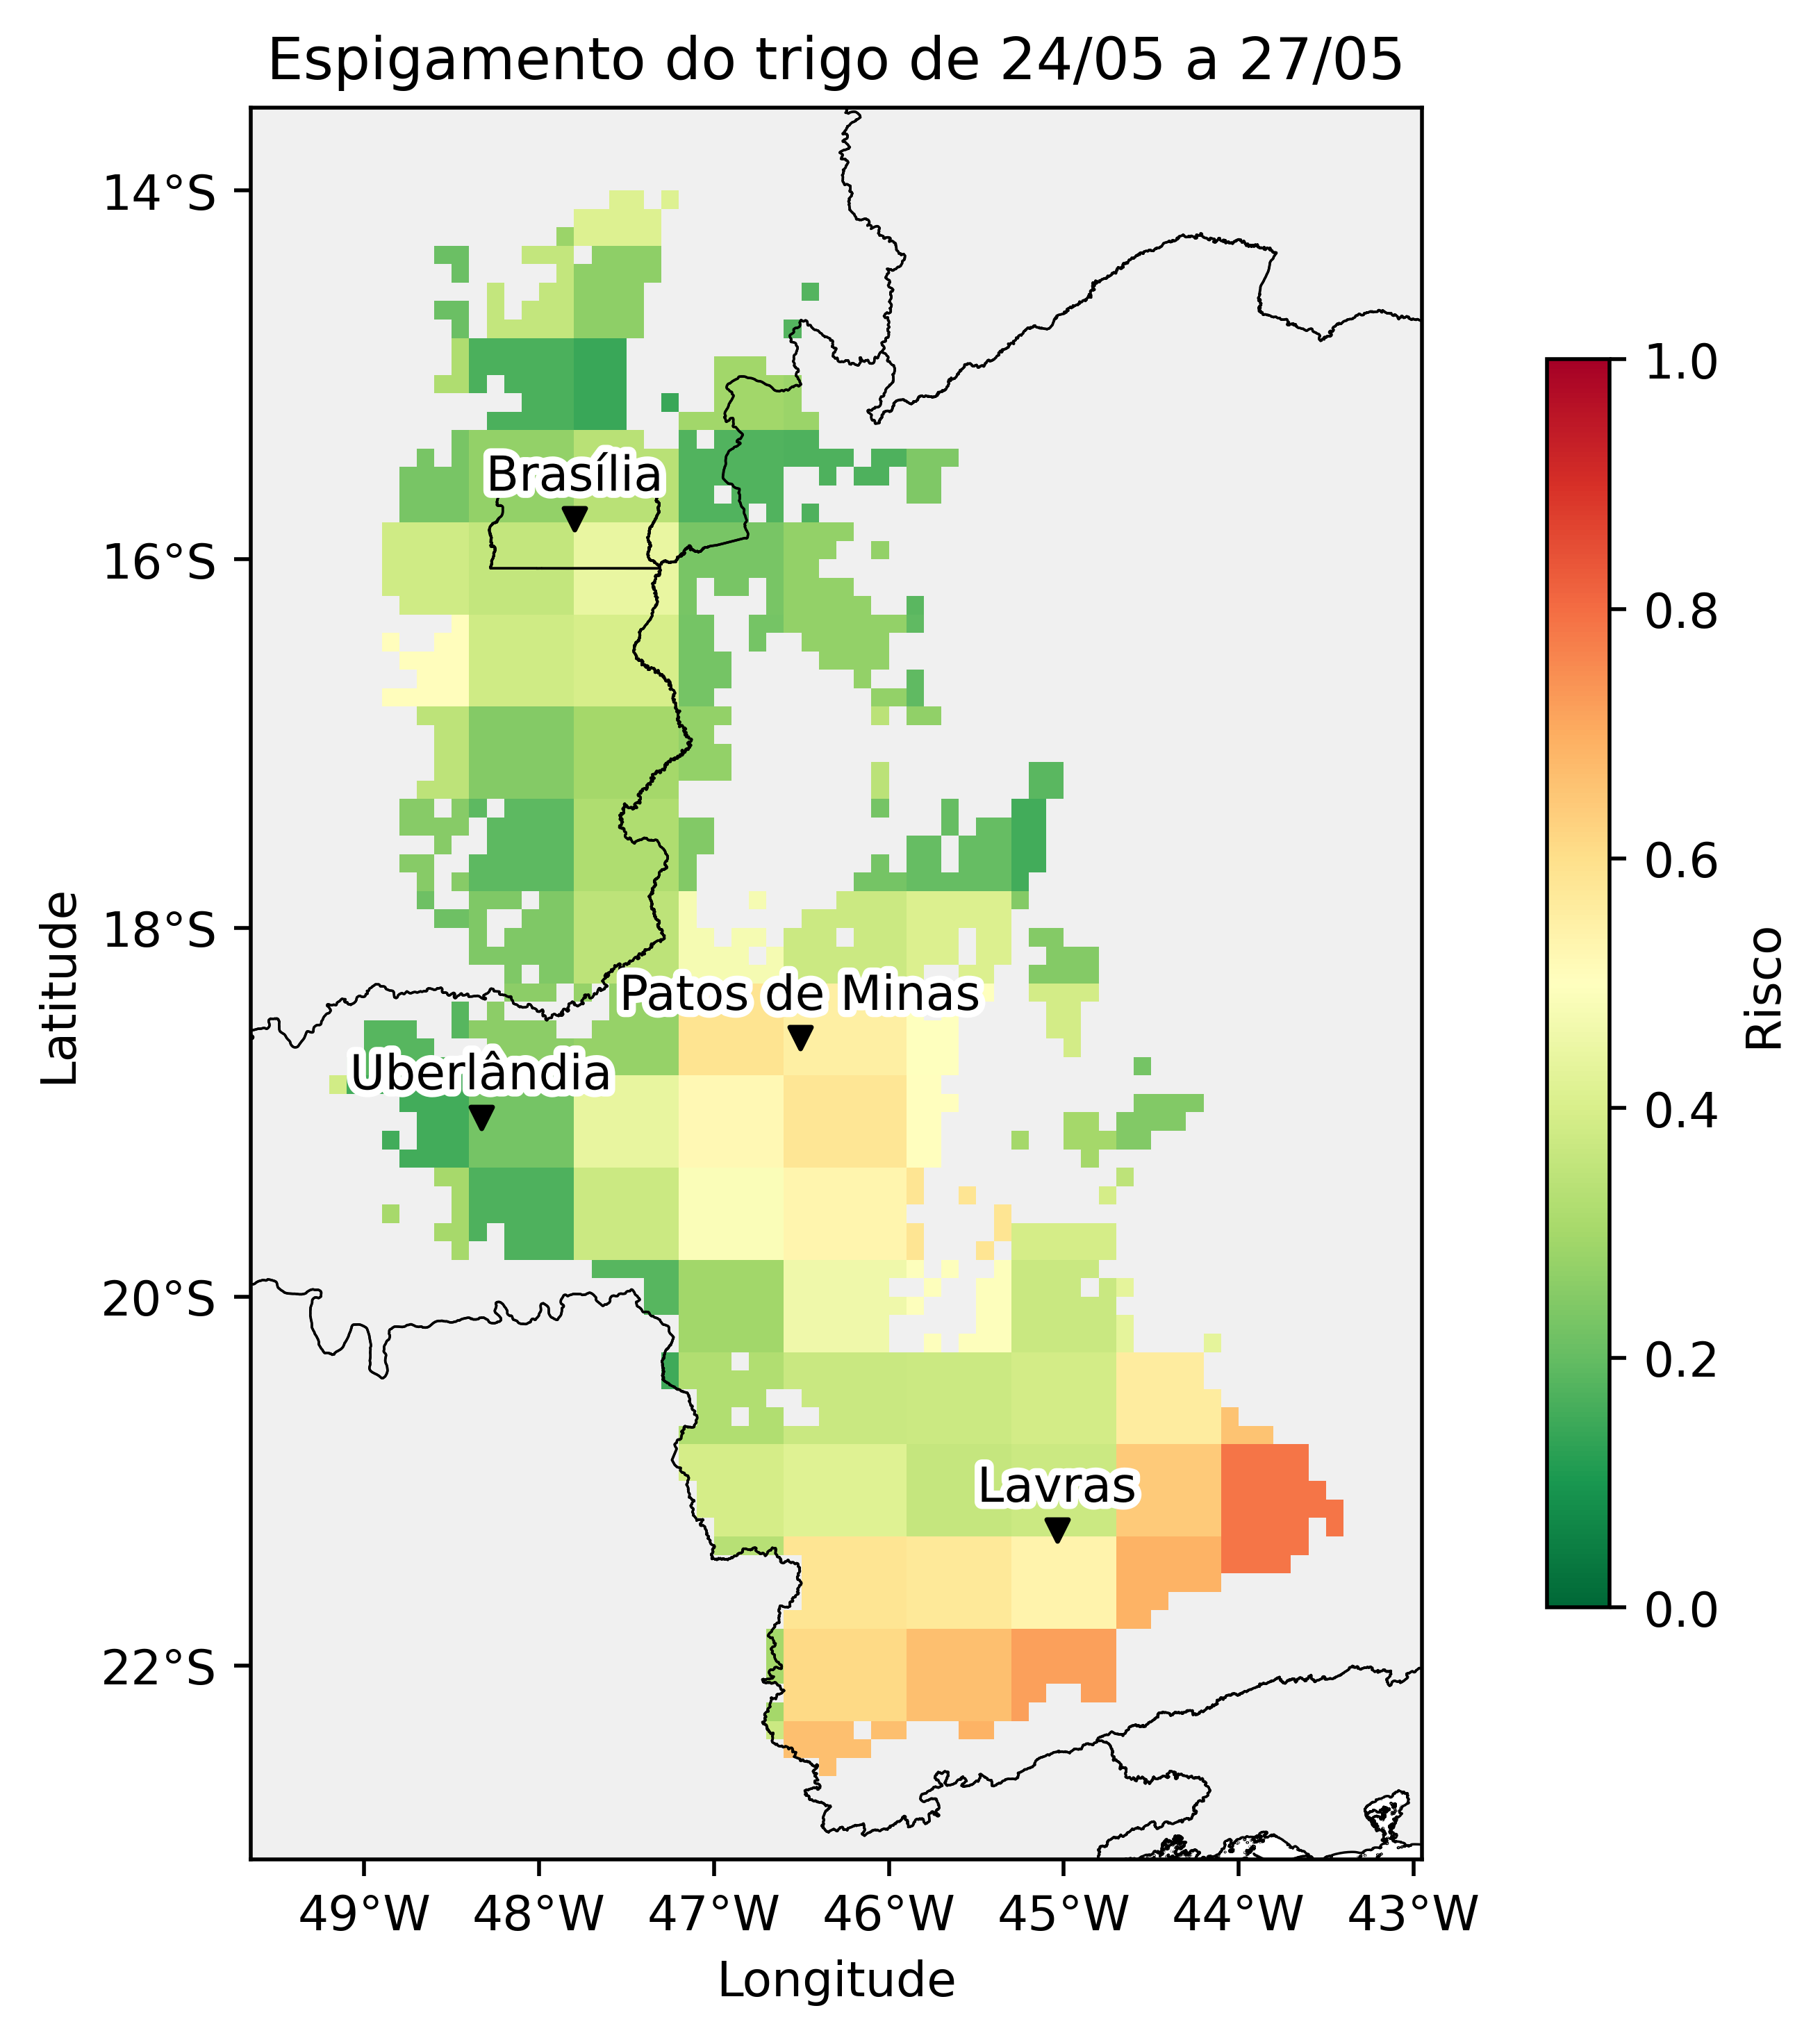 Espigamento do trigo de 24/05 a 27/05
14°S
16°S
18°S
20°S
22°S
Latitude
Brasília
Patos de Minas
Uberlândia
Lavras
49°W 48°W 47°W 46°W 45°W 44°W 43°W
Longitude
1.0
0.8
0.6
0.4
0.2
0.0
Risco